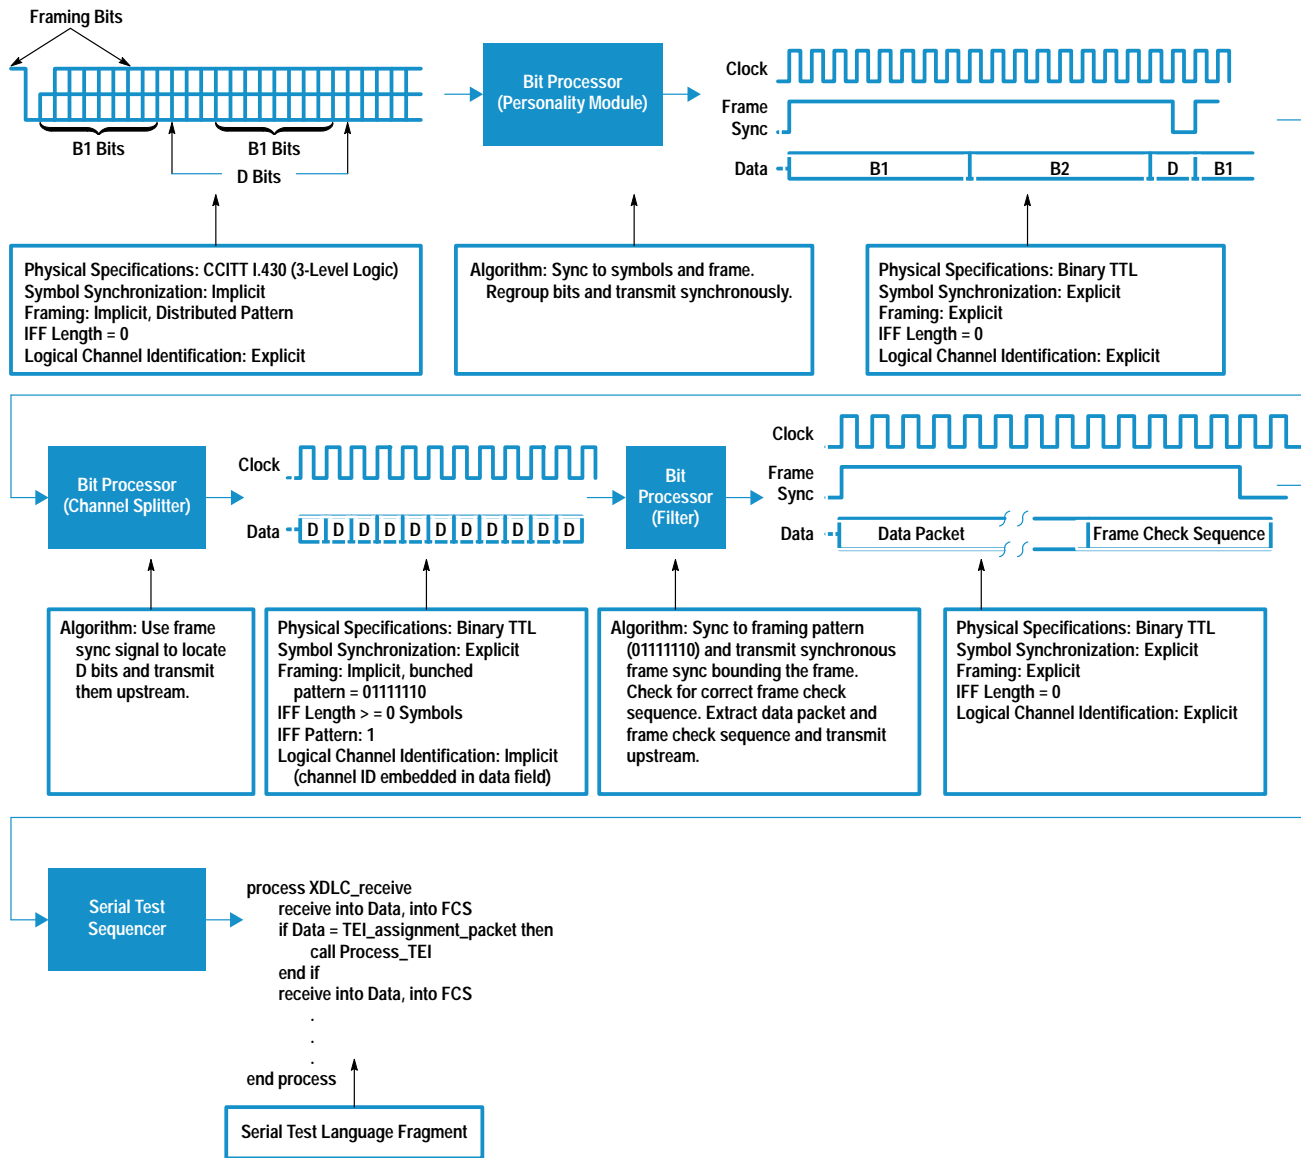 Framing Bits
B1 Bits
B1 Bits
D Bits
Bit Processor
(Personality Module)
Clock
Frame
Sync
Data
B1
B2
D
B1
Physical Specifications: CCITT I.430 (3-Level Logic)
Symbol Synchronization: Implicit
Framing: Implicit, Distributed Pattern
IFF Length = 0
Logical Channel Identification: Explicit
Algorithm: Sync to symbols and frame.
Regroup bits and transmit synchronously.
Physical Specifications: Binary TTL
Symbol Synchronization: Explicit
Framing: Explicit
IFF Length = 0
Logical Channel Identification: Explicit
Bit Processor
(Channel Splitter)
Clock
Data
D D D D D D D D D D D
Bit
Processor
(Filter)
Clock
Frame
Sync
Data
Data Packet
Frame Check Sequence
Algorithm: Use frame
sync signal to locate
D bits and transmit
them upstream.
Physical Specifications: Binary TTL
Symbol Synchronization: Explicit
Framing: Implicit, bunched
pattern = 01111110
IFF Length > = 0 Symbols
IFF Pattern: 1
Logical Channel Identification: Implicit
(channel ID embedded in data field)
Algorithm: Sync to framing pattern
(01111110) and transmit synchronous
frame sync bounding the frame.
Check for correct frame check
sequence. Extract data packet and
frame check sequence and transmit
upstream.
Physical Specifications: Binary TTL
Symbol Synchronization: Explicit
Framing: Explicit
IFF Length = 0
Logical Channel Identification: Explicit
Serial Test
Sequencer
process XDLC_receive
receive into Data, into FCS
if Data = TEI_assignment_packet then
call Process_TEI
end if
receive into Data, into FCS
.
.
.
end process
Serial Test Language Fragment